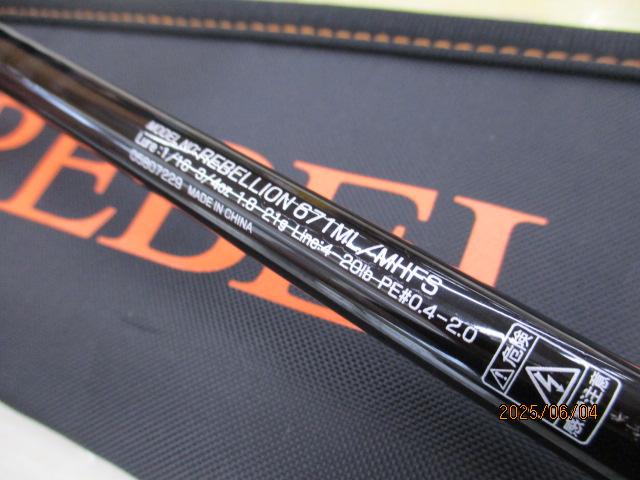 MODEL NO:REBELLION 671ML/MHFS
Lure:1/16-3/4oz 1.8-21g Line:4-20lb PE#0.4-2.0
05807229 MADE IN CHINA
危険
感電注意
REBEL
2025/06/04